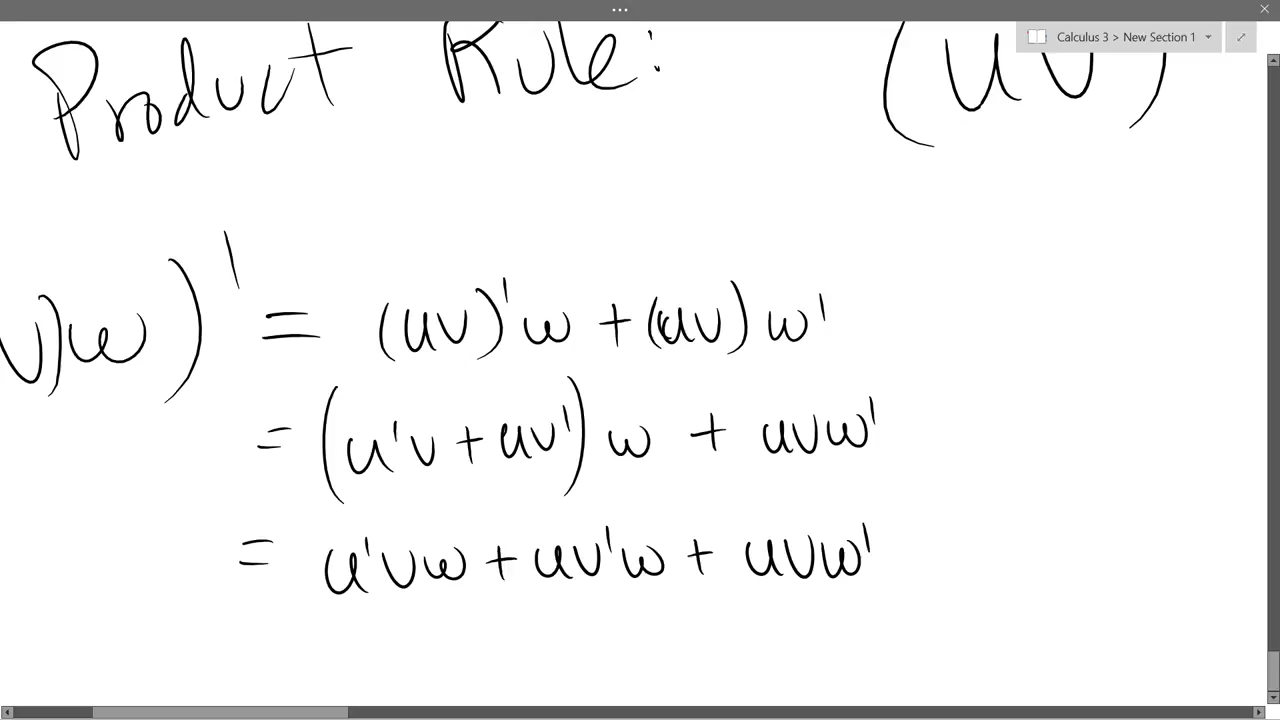 ...
Calculus 3 > New Section 1
Product Rule: (uv)
v)w)' = (uv)'w + (uv)w'
= (u'v + uv')w + uvw'
= u'vw + uv'w + uvw'